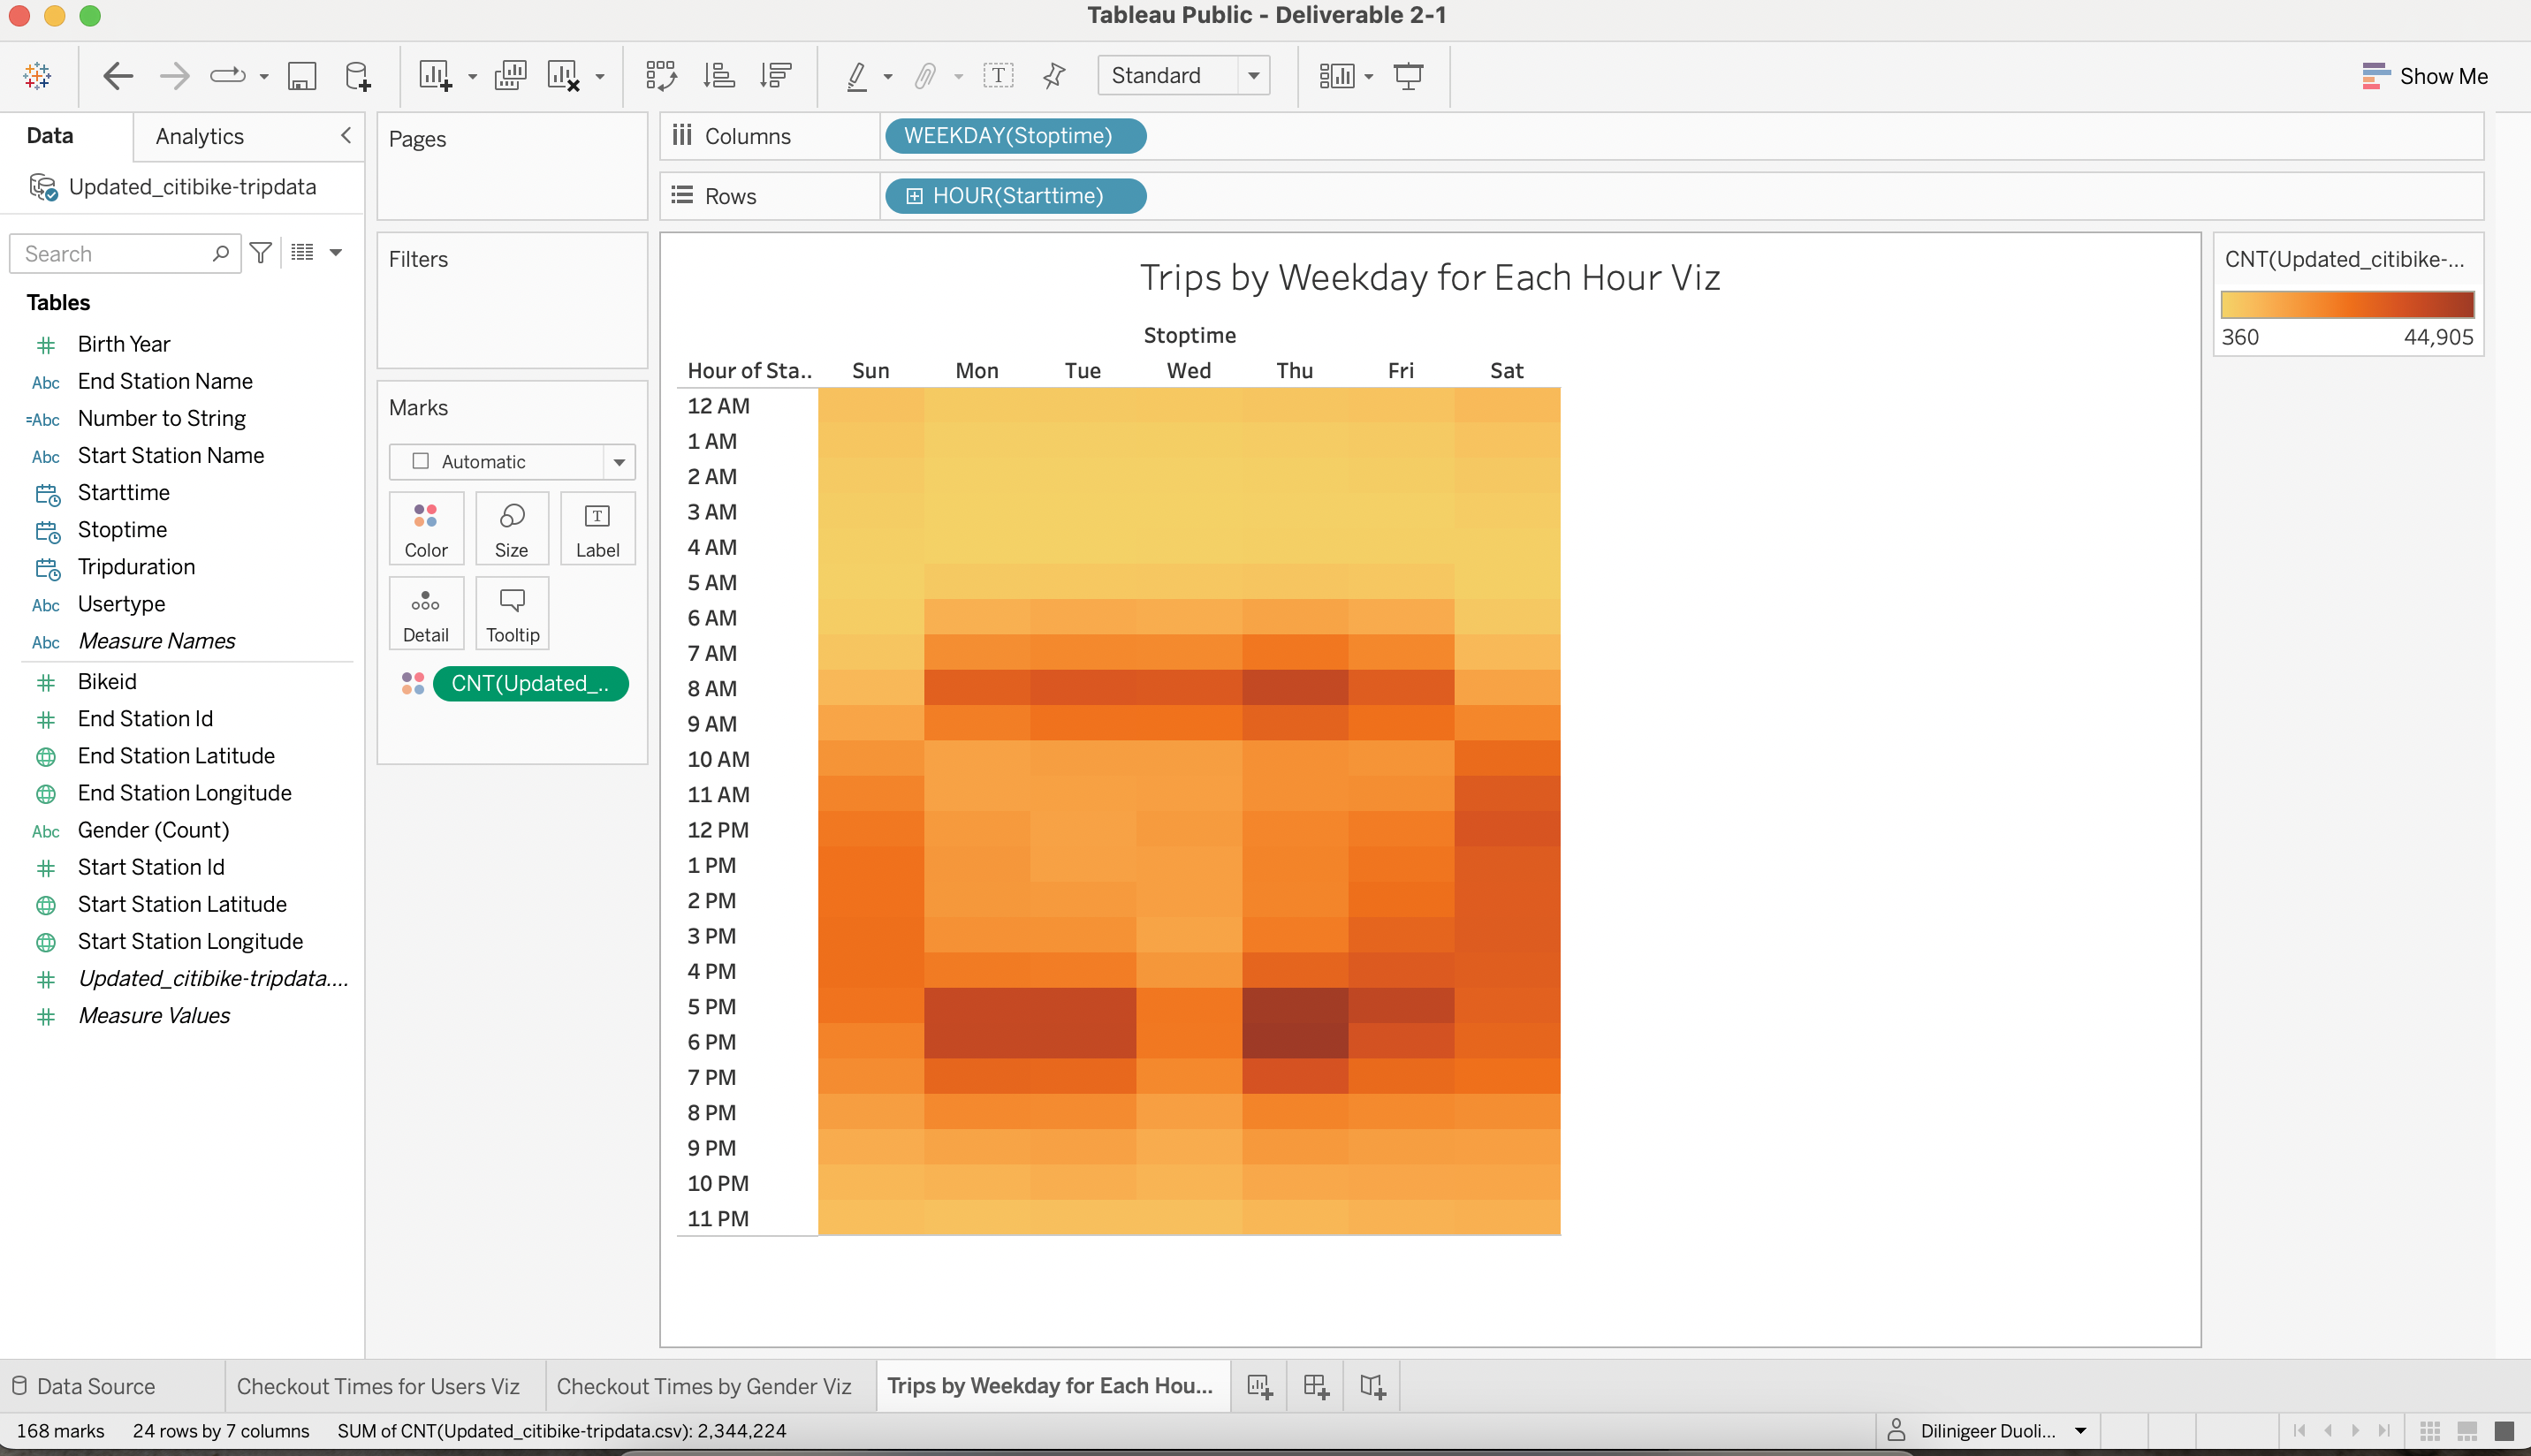 Tableau Public - Deliverable 2-1
Standard
Show Me
Data
Analytics
Updated_citibike-tripdata
Search
Tables
Birth Year
Abc End Station Name
=Abc Number to String
Abc Start Station Name
Starttime
Stoptime
Tripduration
Abc Usertype
Abc Measure Names
Bikeid
End Station Id
End Station Latitude
End Station Longitude
Abc Gender (Count)
Start Station Id
Start Station Latitude
Start Station Longitude
Updated_citibike-tripdata....
Measure Values
Pages
Filters
Marks
Automatic
Color Size Label
Detail Tooltip
CNT(Updated_..
Columns WEEKDAY(Stoptime)
Rows HOUR(Starttime)
Trips by Weekday for Each Hour Viz
Stoptime
Hour of Sta.. Sun Mon Tue Wed Thu Fri Sat
12 AM
1 AM
2 AM
3 AM
4 AM
5 AM
6 AM
7 AM
8 AM
9 AM
10 AM
11 AM
12 PM
1 PM
2 PM
3 PM
4 PM
5 PM
6 PM
7 PM
8 PM
9 PM
10 PM
11 PM
CNT(Updated_citibike-...
360 44,905
Data Source Checkout Times for Users Viz Checkout Times by Gender Viz Trips by Weekday for Each Hou...
168 marks 24 rows by 7 columns SUM of CNT(Updated_citibike-tripdata.csv): 2,344,224 Dilinigeer Duoli...